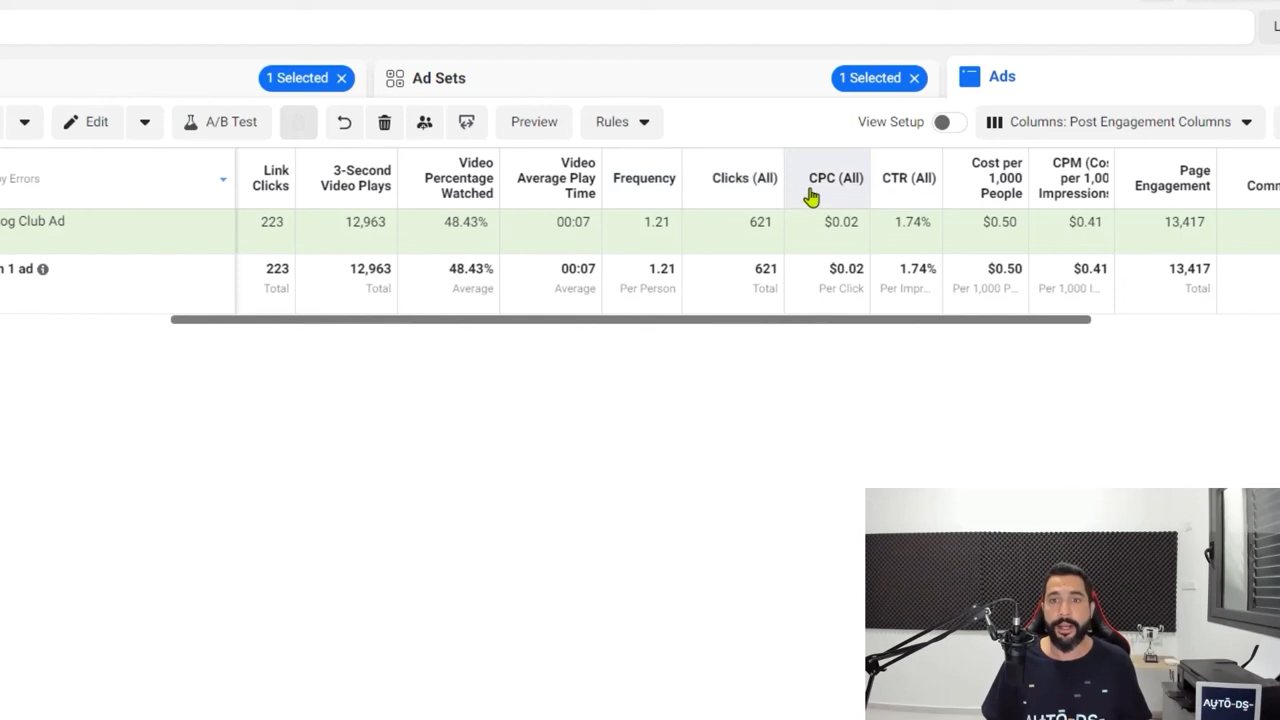 L
1 Selected ×
Ad Sets
1 Selected ×
Ads
Edit
A/B Test
Preview
Rules
View Setup
Columns: Post Engagement Columns
y Errors
Link
Clicks
3-Second
Video Plays
Video
Percentage
Watched
Video
Average Play
Time
Frequency
Clicks (All)
CPC (All)
CTR (All)
Cost per
1,000
People
CPM (Cos
per 1,00
Impressions
Page
Engagement
Comm
og Club Ad
223
12,963
48.43%
00:07
1.21
621
$0.02
1.74%
$0.50
$0.41
13,417
n 1 ad
223
12,963
48.43%
00:07
1.21
621
$0.02
1.74%
$0.50
$0.41
13,417
Total
Total
Average
Average
Per Person
Total
Per Click
Per Impr...
Per 1,000 P...
Per 1,000 I...
Total
AUTO-DS-
AUTO-DS-